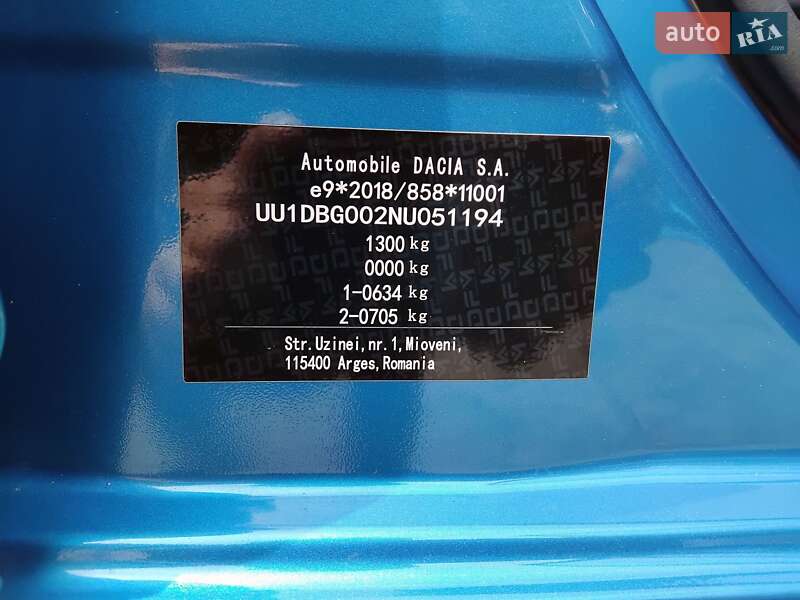 auto RIA
.com
Automobile DACIA S.A.
e9*2018/858*11001
UU1DBG002NU051194
1300 kg
0000 kg
1-0634 kg
2-0705 kg
Str.Uzinei,nr.1,Mioveni,
115400 Arges,Romania